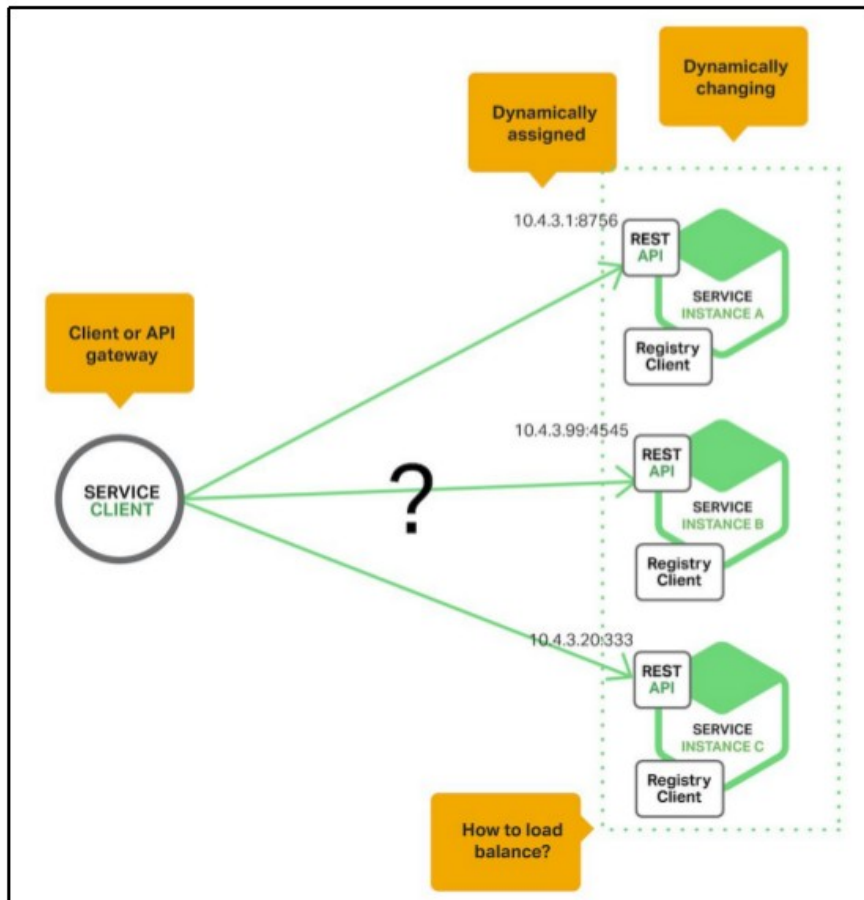 Dynamically
changing
Dynamically
assigned
10.4.3.1:8756
REST
API
SERVICE
INSTANCE A
Registry
Client
Client or API
gateway
SERVICE
CLIENT
?
10.4.3.99:4545
REST
API
SERVICE
INSTANCE B
Registry
Client
10.4.3.20:333
REST
API
SERVICE
INSTANCE C
Registry
Client
How to load
balance?